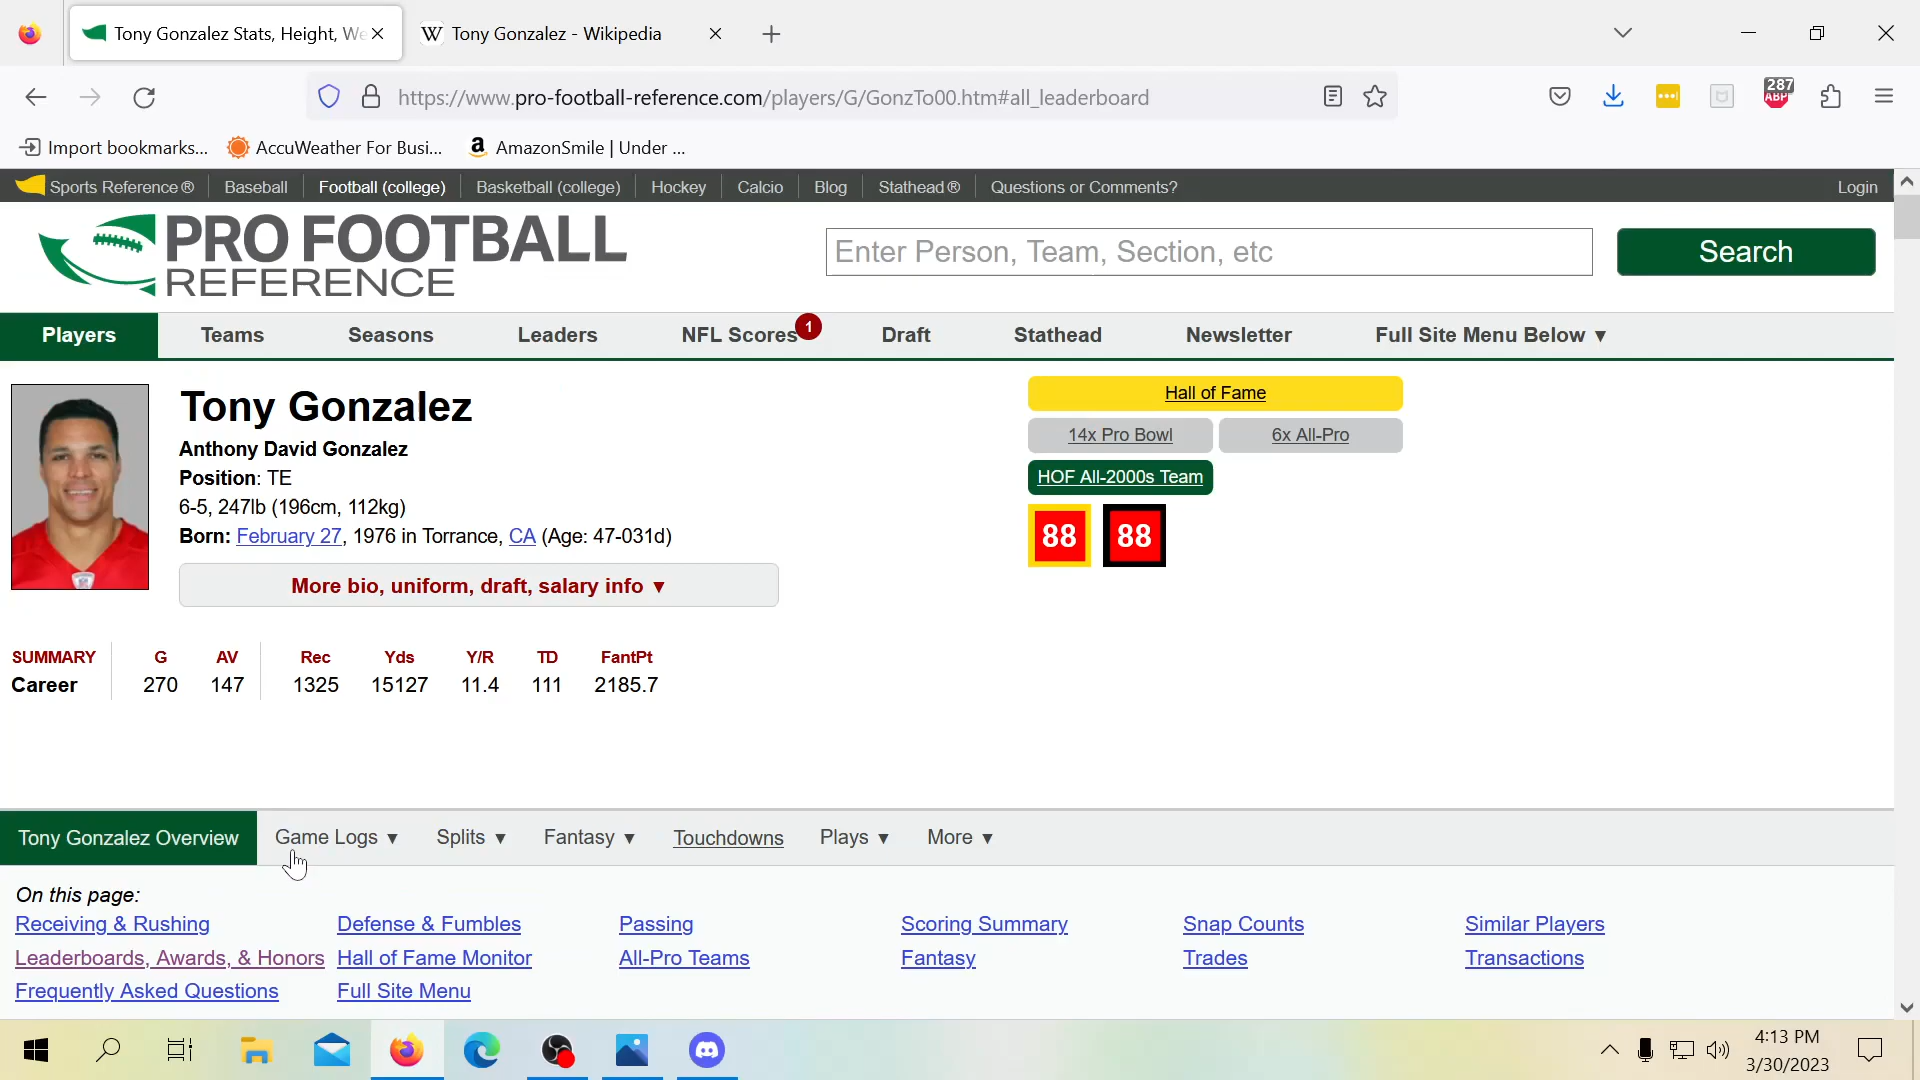 Tony Gonzalez Stats, Height, We
Tony Gonzalez - Wikipedia
https://www.pro-football-reference.com/players/G/GonzTo00.htm#all_leaderboard
287
ABP
Import bookmarks...
AccuWeather For Busi...
AmazonSmile | Under ...
Sports Reference ®
Baseball
Football (college)
Basketball (college)
Hockey
Calcio
Blog
Stathead ®
Questions or Comments?
Login
PRO FOOTBALL
REFERENCE
Enter Person, Team, Section, etc
Search
Players
Teams
Seasons
Leaders
NFL Scores
1
Draft
Stathead
Newsletter
Full Site Menu Below ▼
Tony Gonzalez
Anthony David Gonzalez
Position: TE
6-5, 247lb (196cm, 112kg)
Born: February 27, 1976 in Torrance, CA (Age: 47-031d)
More bio, uniform, draft, salary info ▼
Hall of Fame
14x Pro Bowl
6x All-Pro
HOF All-2000s Team
88
88
SUMMARY G AV Rec Yds Y/R TD FantPt
Career 270 147 1325 15127 11.4 111 2185.7
Tony Gonzalez Overview
Game Logs ▼
Splits ▼
Fantasy ▼
Touchdowns
Plays ▼
More ▼
On this page:
Receiving & Rushing
Defense & Fumbles
Passing
Scoring Summary
Snap Counts
Similar Players
Leaderboards, Awards, & Honors
Hall of Fame Monitor
All-Pro Teams
Fantasy
Trades
Transactions
Frequently Asked Questions
Full Site Menu
4:13 PM
3/30/2023